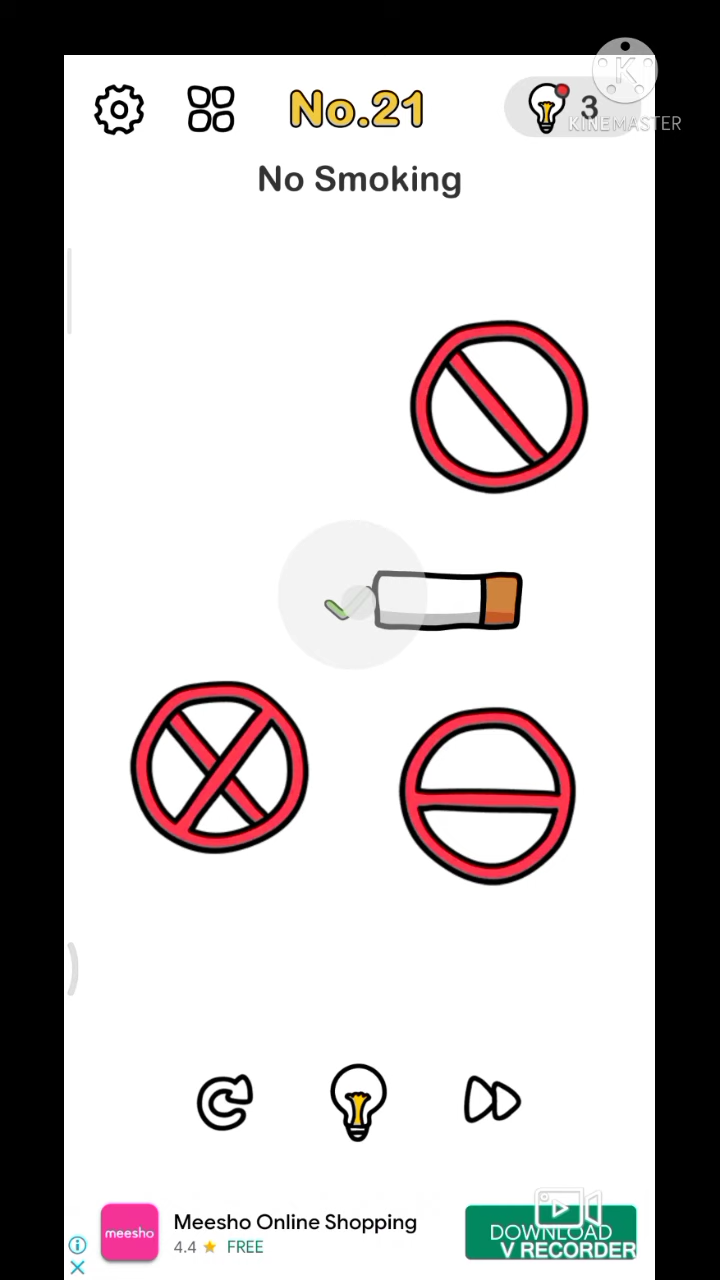 No.21
3
KINEMASTER
No Smoking
meesho
Meesho Online Shopping
4.4 ★ FREE
DOWNLOAD
V RECORDER